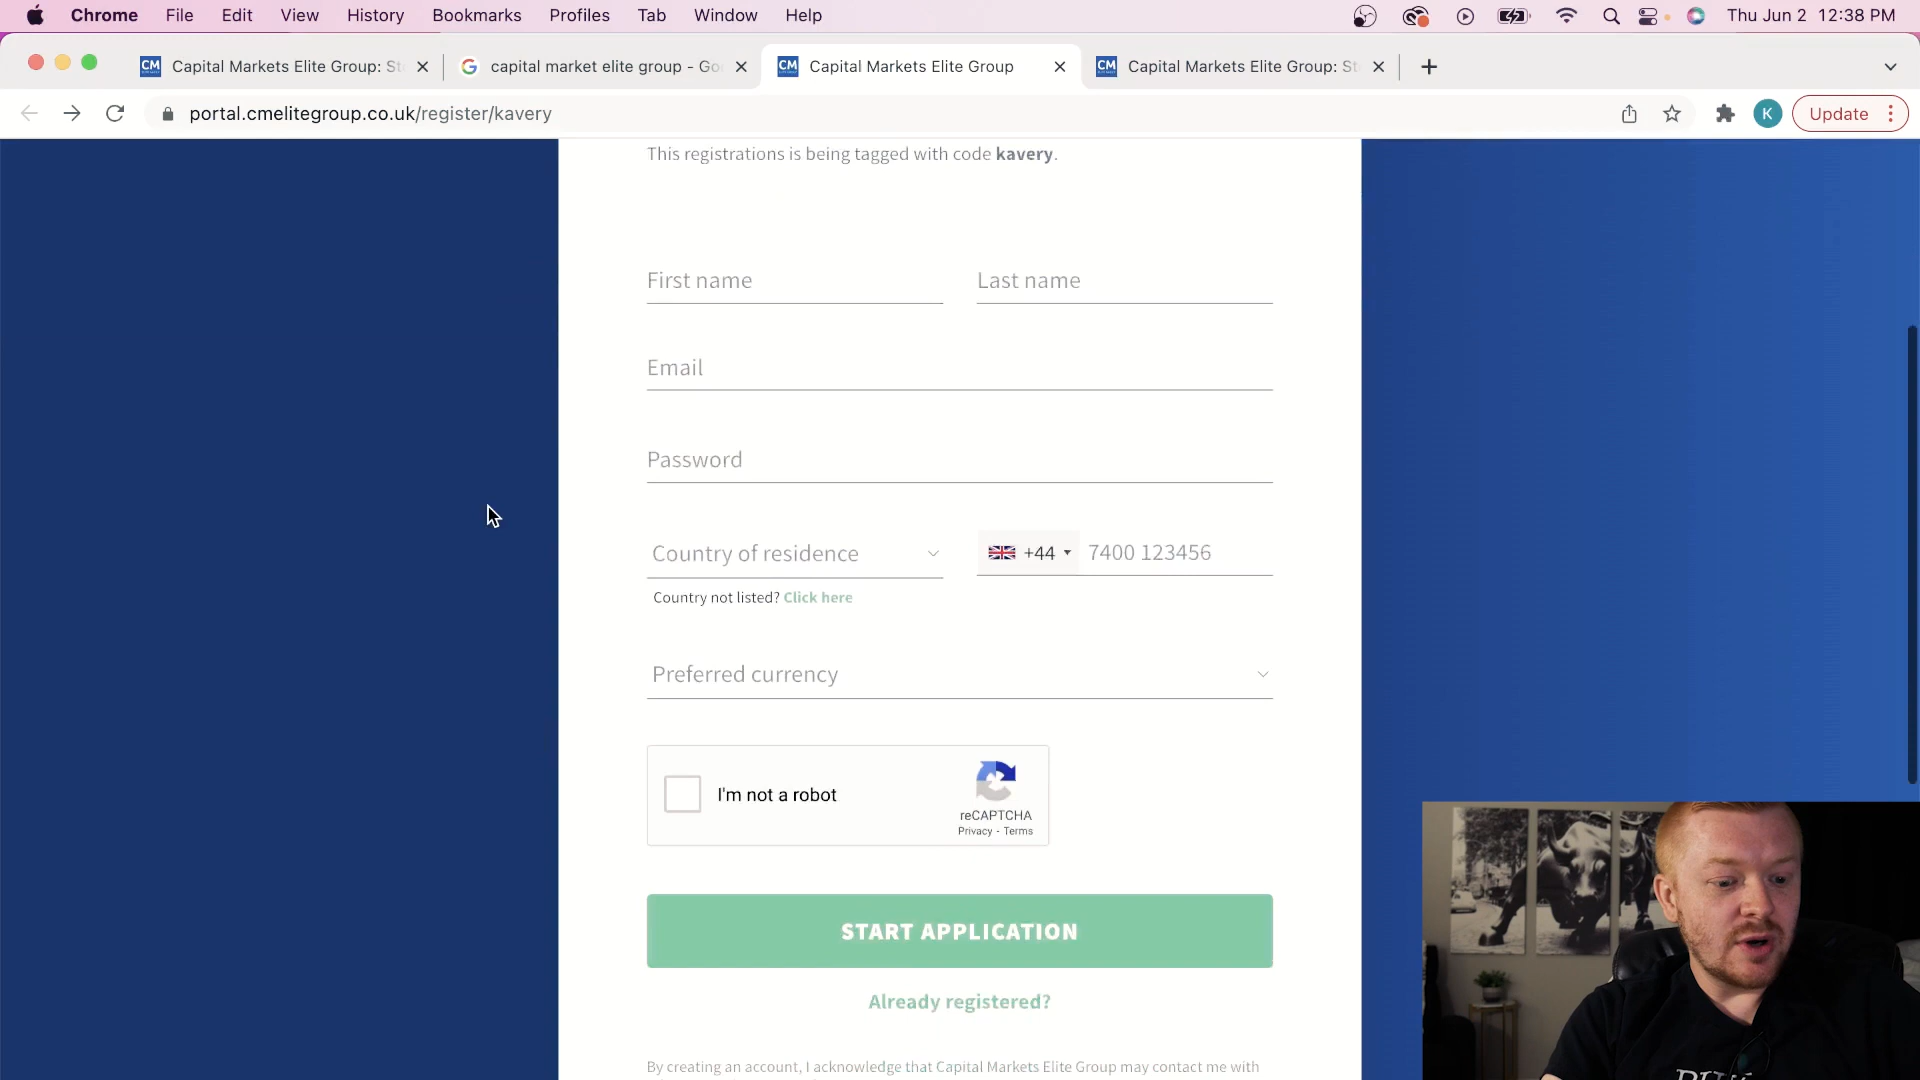 Chrome File Edit View History Bookmarks Profiles Tab Window Help Thu Jun 2 12:38 PM
CM Capital Markets Elite Group: St capital market elite group - Go CM Capital Markets Elite Group CM Capital Markets Elite Group: St
portal.cmelitegroup.co.uk/register/kavery K Update
This registrations is being tagged with code kavery.
First name Last name
Email
Password
Country of residence +44 7400 123456
Country not listed? Click here
Preferred currency
I'm not a robot
reCAPTCHA
Privacy - Terms
START APPLICATION
Already registered?
By creating an account, I acknowledge that Capital Markets Elite Group may contact me with